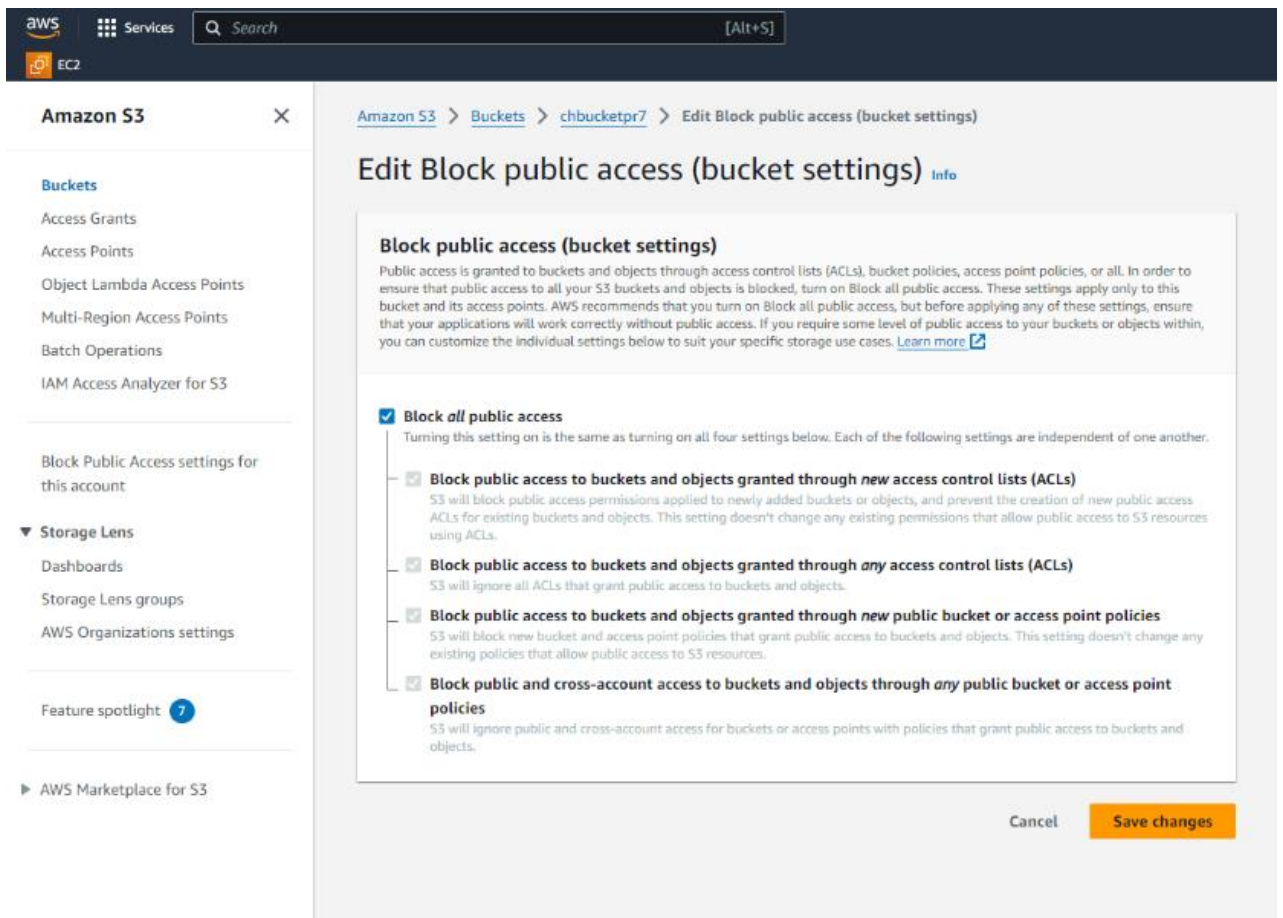 aws
Services
Search
[Alt+S]
EC2
Amazon S3
Buckets
Access Grants
Access Points
Object Lambda Access Points
Multi-Region Access Points
Batch Operations
IAM Access Analyzer for S3
Block Public Access settings for
this account
Storage Lens
Dashboards
Storage Lens groups
AWS Organizations settings
Feature spotlight 7
AWS Marketplace for S3
Amazon S3 > Buckets > chbucketpr7 > Edit Block public access (bucket settings)
Edit Block public access (bucket settings) Info
Block public access (bucket settings)
Public access is granted to buckets and objects through access control lists (ACLs), bucket policies, access point policies, or all. In order to
ensure that public access to all your S3 buckets and objects is blocked, turn on Block all public access. These settings apply only to this
bucket and its access points. AWS recommends that you turn on Block all public access, but before applying any of these settings, ensure
that your applications will work correctly without public access. If you require some level of public access to your buckets or objects within,
you can customize the individual settings below to suit your specific storage use cases. Learn more
Block all public access
Turning this setting on is the same as turning on all four settings below. Each of the following settings are independent of one another.
Block public access to buckets and objects granted through new access control lists (ACLs)
S3 will block public access permissions applied to newly added buckets or objects, and prevent the creation of new public access
ACLs for existing buckets and objects. This setting doesn't change any existing permissions that allow public access to S3 resources
using ACLs.
Block public access to buckets and objects granted through any access control lists (ACLs)
S3 will ignore all ACLs that grant public access to buckets and objects.
Block public access to buckets and objects granted through new public bucket or access point policies
S3 will block new bucket and access point policies that grant public access to buckets and objects. This setting doesn't change any
existing policies that allow public access to S3 resources.
Block public and cross-account access to buckets and objects through any public bucket or access point
policies
S3 will ignore public and cross-account access for buckets or access points with policies that grant public access to buckets and
objects.
Cancel
Save changes